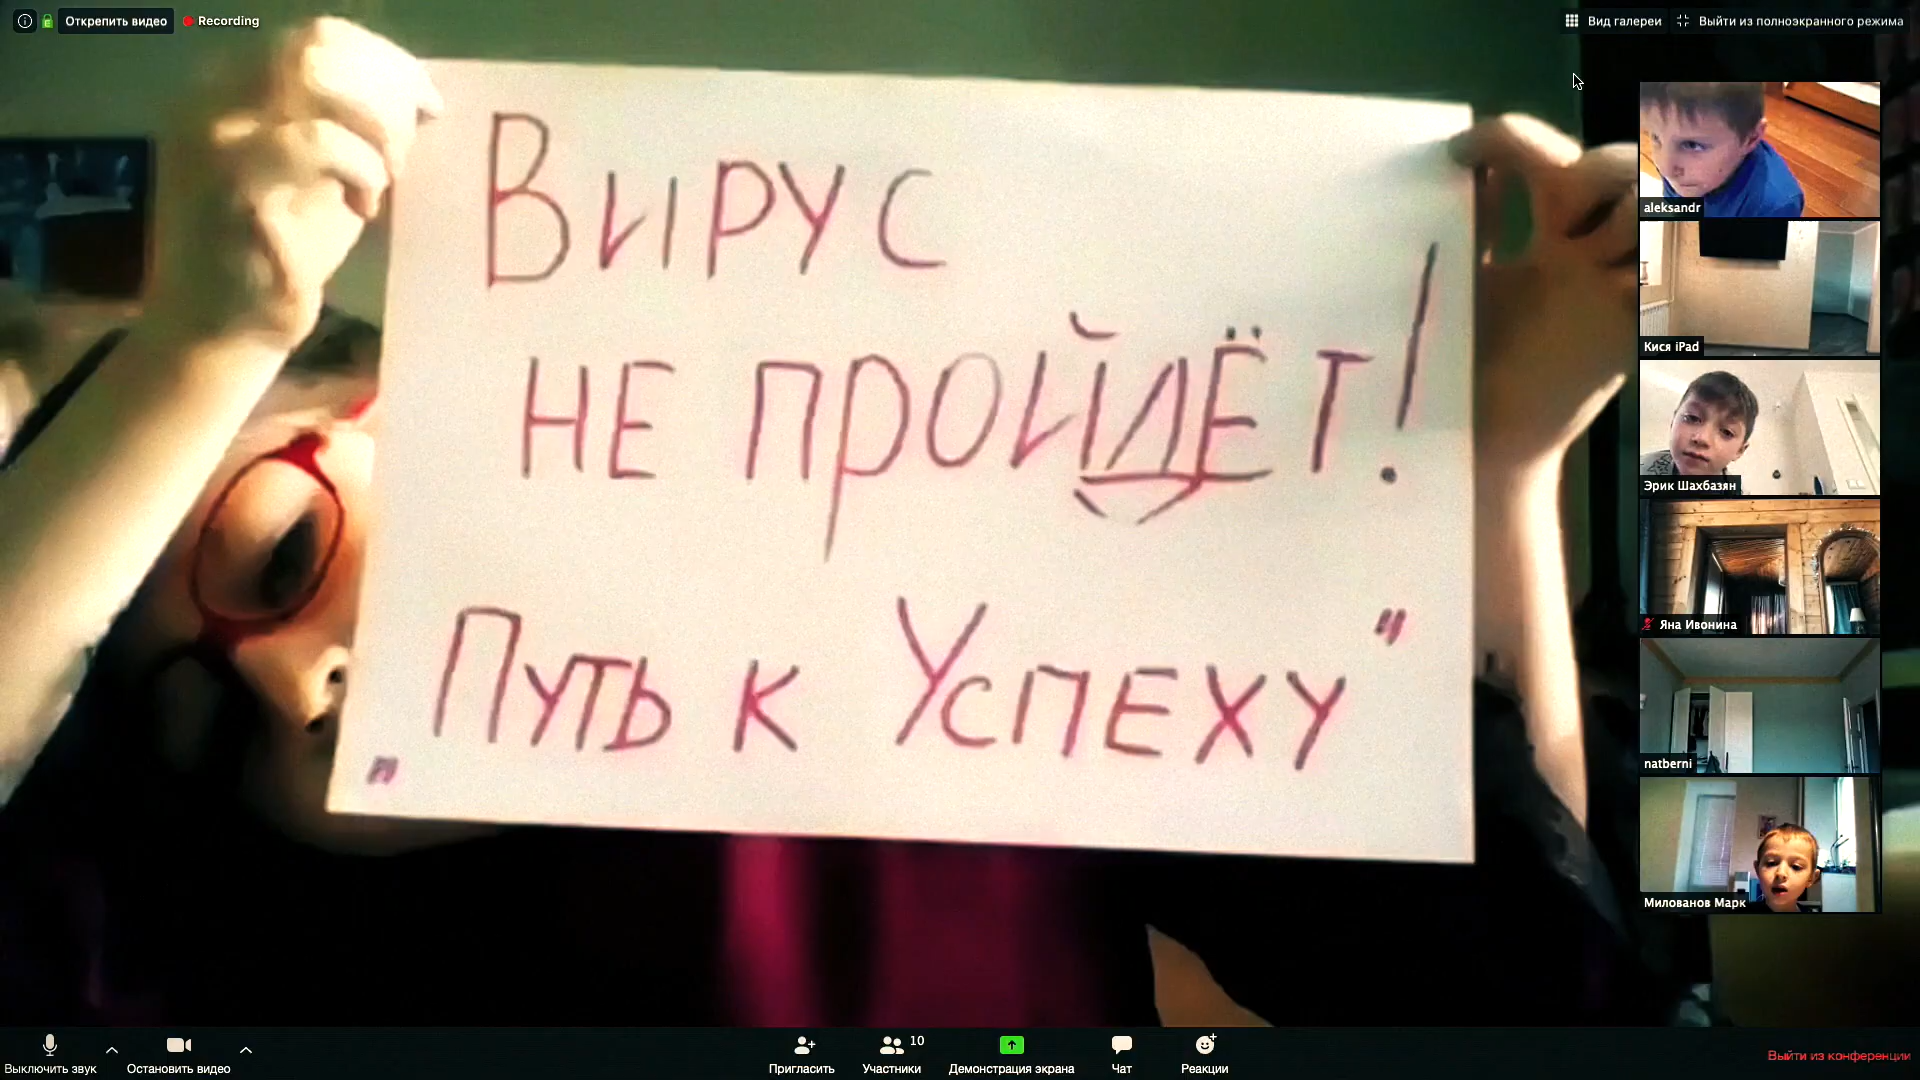 Открепить видео
Recording
Вид галереи
Выйти из полноэкранного режима
Вирус
не пройдёт!
„Путь к Успеху"
aleksandr
Кися iPad
Эрик Шахбазян
Яна Ивонина
natberni
Милованов Марк
Выключить звук
Остановить видео
Пригласить
10
Участники
Демонстрация экрана
Чат
Реакции
Выйти из конференции